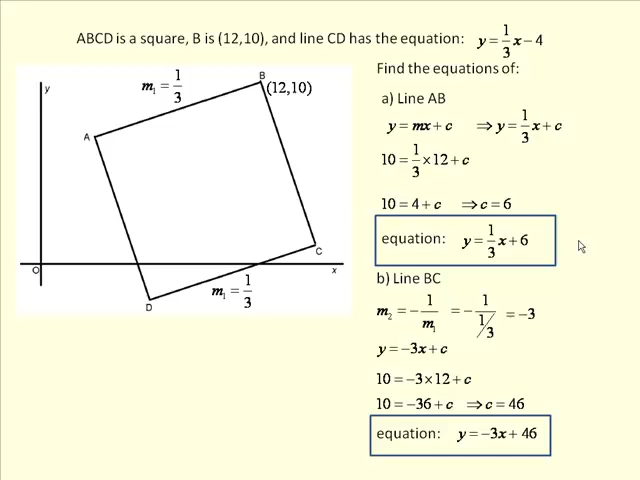 ABCD is a square, B is (12,10), and line CD has the equation: y = 1/3 x − 4
Find the equations of:
y
m₁ = 1/3
B
(12,10)
A
C
O
x
D
m₁ = 1/3
a) Line AB
y = mx + c ⇒ y = 1/3 x + c
10 = 1/3 × 12 + c
10 = 4 + c ⇒ c = 6
equation: y = 1/3 x + 6
b) Line BC
m₂ = − 1/m₁ = − 1/(1/3) = −3
y = −3x + c
10 = −3 × 12 + c
10 = −36 + c ⇒ c = 46
equation: y = −3x + 46